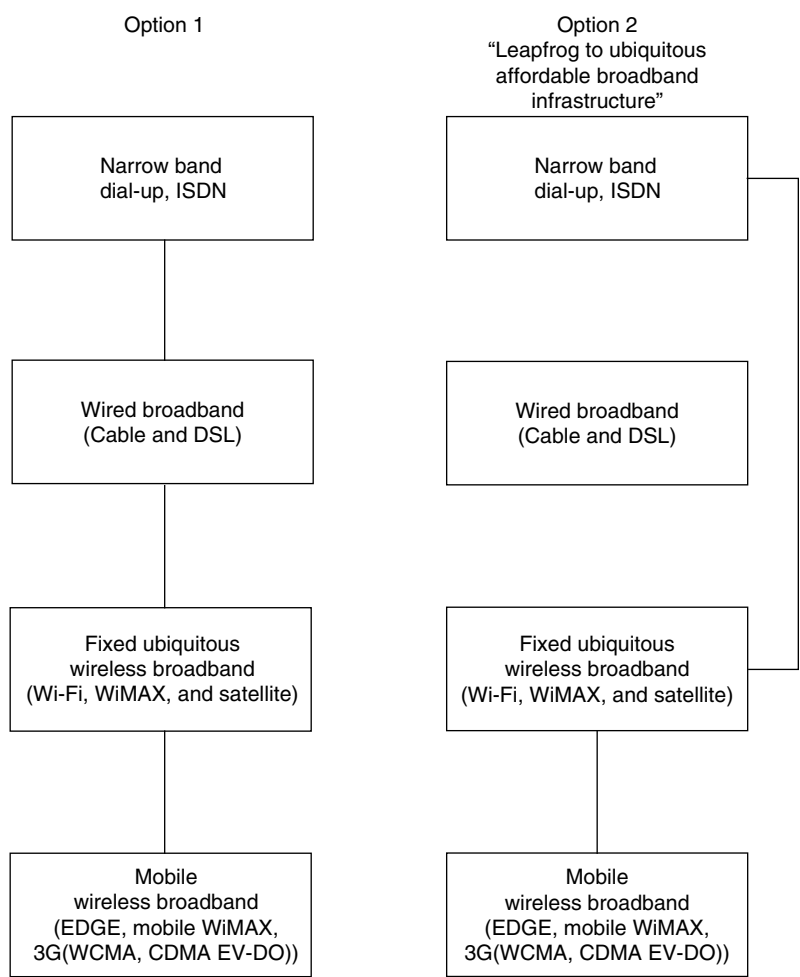 Option 1
Narrow band
dial-up, ISDN
Wired broadband
(Cable and DSL)
Fixed ubiquitous
wireless broadband
(Wi-Fi, WiMAX, and satellite)
Mobile
wireless broadband
(EDGE, mobile WiMAX,
3G(WCMA, CDMA EV-DO))
Option 2
“Leapfrog to ubiquitous
affordable broadband
infrastructure”
Narrow band
dial-up, ISDN
Wired broadband
(Cable and DSL)
Fixed ubiquitous
wireless broadband
(Wi-Fi, WiMAX, and satellite)
Mobile
wireless broadband
(EDGE, mobile WiMAX,
3G(WCMA, CDMA EV-DO))